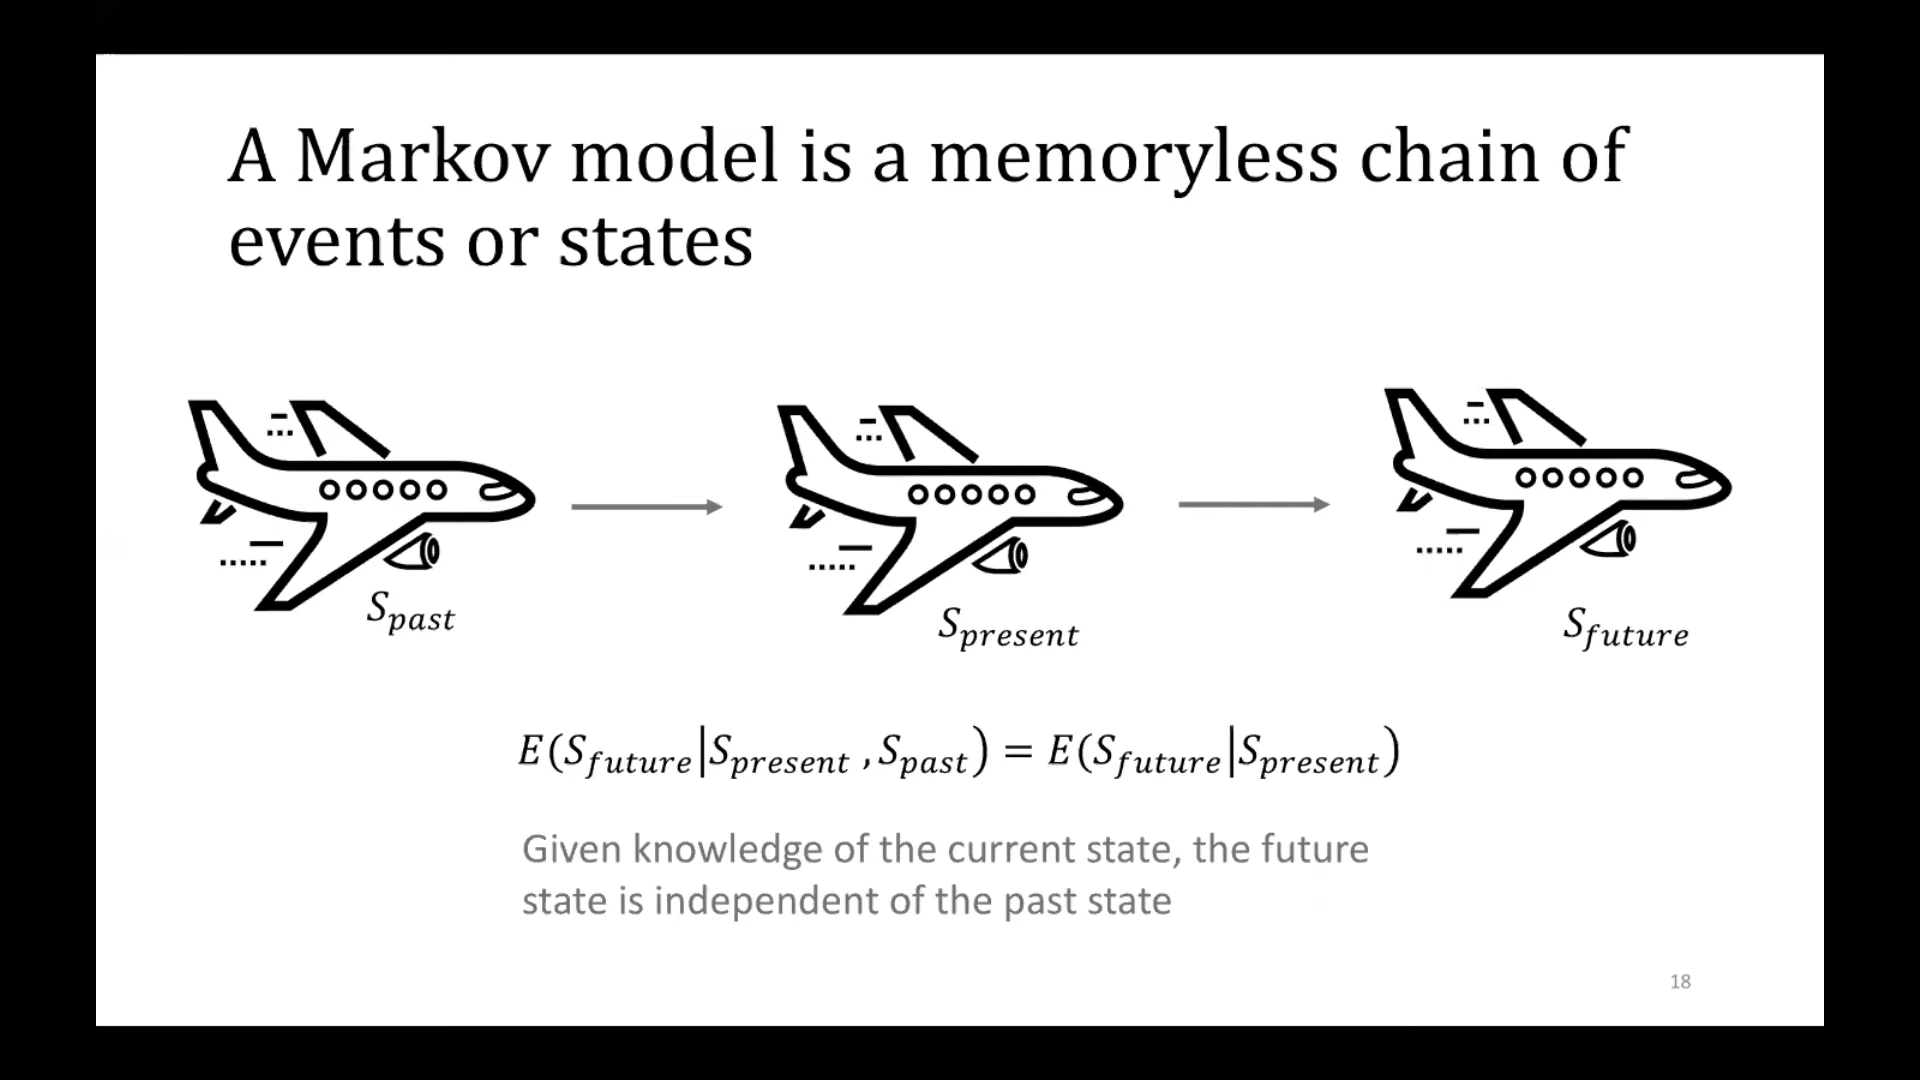 A Markov model is a memoryless chain of
events or states
S_past
S_present
S_future
E(S_future|S_present , S_past) = E(S_future|S_present)
Given knowledge of the current state, the future
state is independent of the past state
18